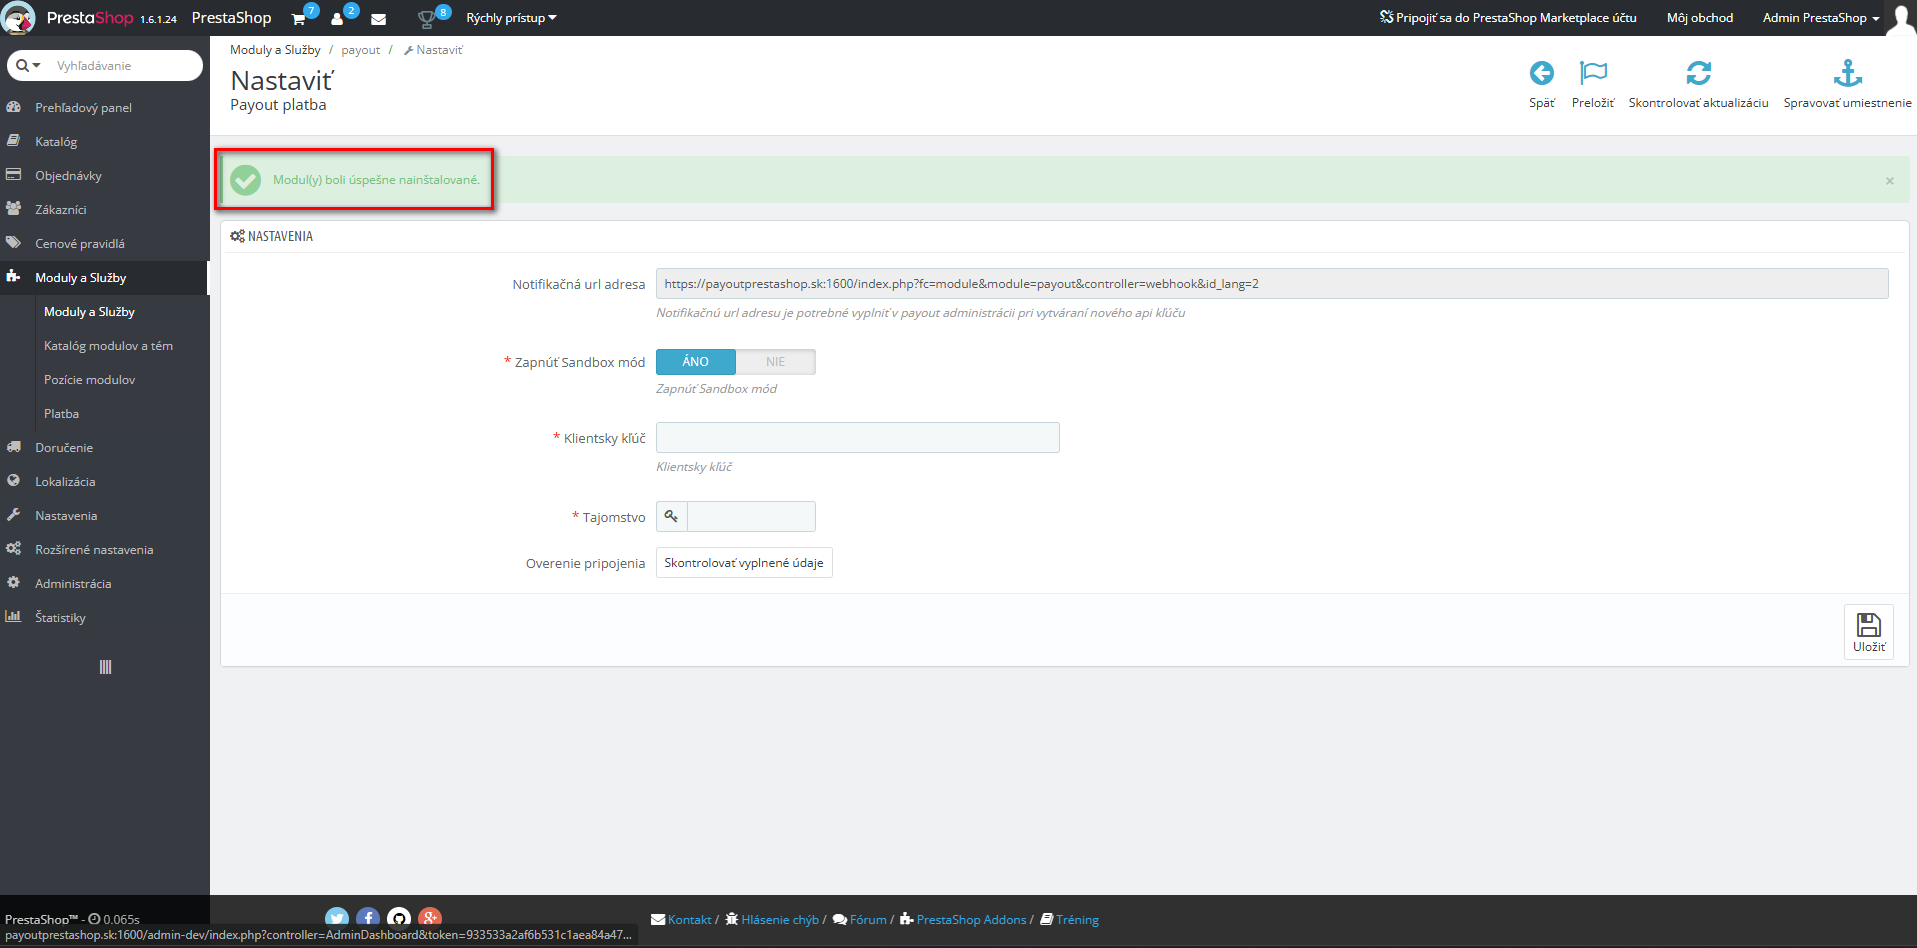 PrestaShop 1.6.1.24 PrestaShop 7 2 8 Rýchly prístup Pripojiť sa do PrestaShop Marketplace účtu Môj obchod Admin PrestaShop
Vyhľadávanie
Prehľadový panel
Katalóg
Objednávky
Zákazníci
Cenové pravidlá
Moduly a Služby
Moduly a Služby
Katalóg modulov a tém
Pozície modulov
Platba
Doručenie
Lokalizácia
Nastavenia
Rozšírené nastavenia
Administrácia
Štatistiky
Moduly a Služby / payout / Nastaviť
Nastaviť
Payout platba
Späť Preložiť Skontrolovať aktualizáciu Spravovať umiestnenie
Modul(y) boli úspešne nainštalované.
×
NASTAVENIA
Notifikačná url adresa https://payoutprestashop.sk:1600/index.php?fc=module&module=payout&controller=webhook&id_lang=2
Notifikačnú url adresu je potrebné vyplniť v payout administrácii pri vytváraní nového api kľúču
* Zapnúť Sandbox mód ÁNO NIE
Zapnúť Sandbox mód
* Klientsky kľúč
Klientsky kľúč
* Tajomstvo
Overenie pripojenia Skontrolovať vyplnené údaje
Uložiť
PrestaShop™ - 0.065s
Kontakt / Hlásenie chýb / Fórum / PrestaShop Addons / Tréning
payoutprestashop.sk:1600/admin-dev/index.php?controller=AdminDashboard&token=933533a2af6b531c1aea84a47...